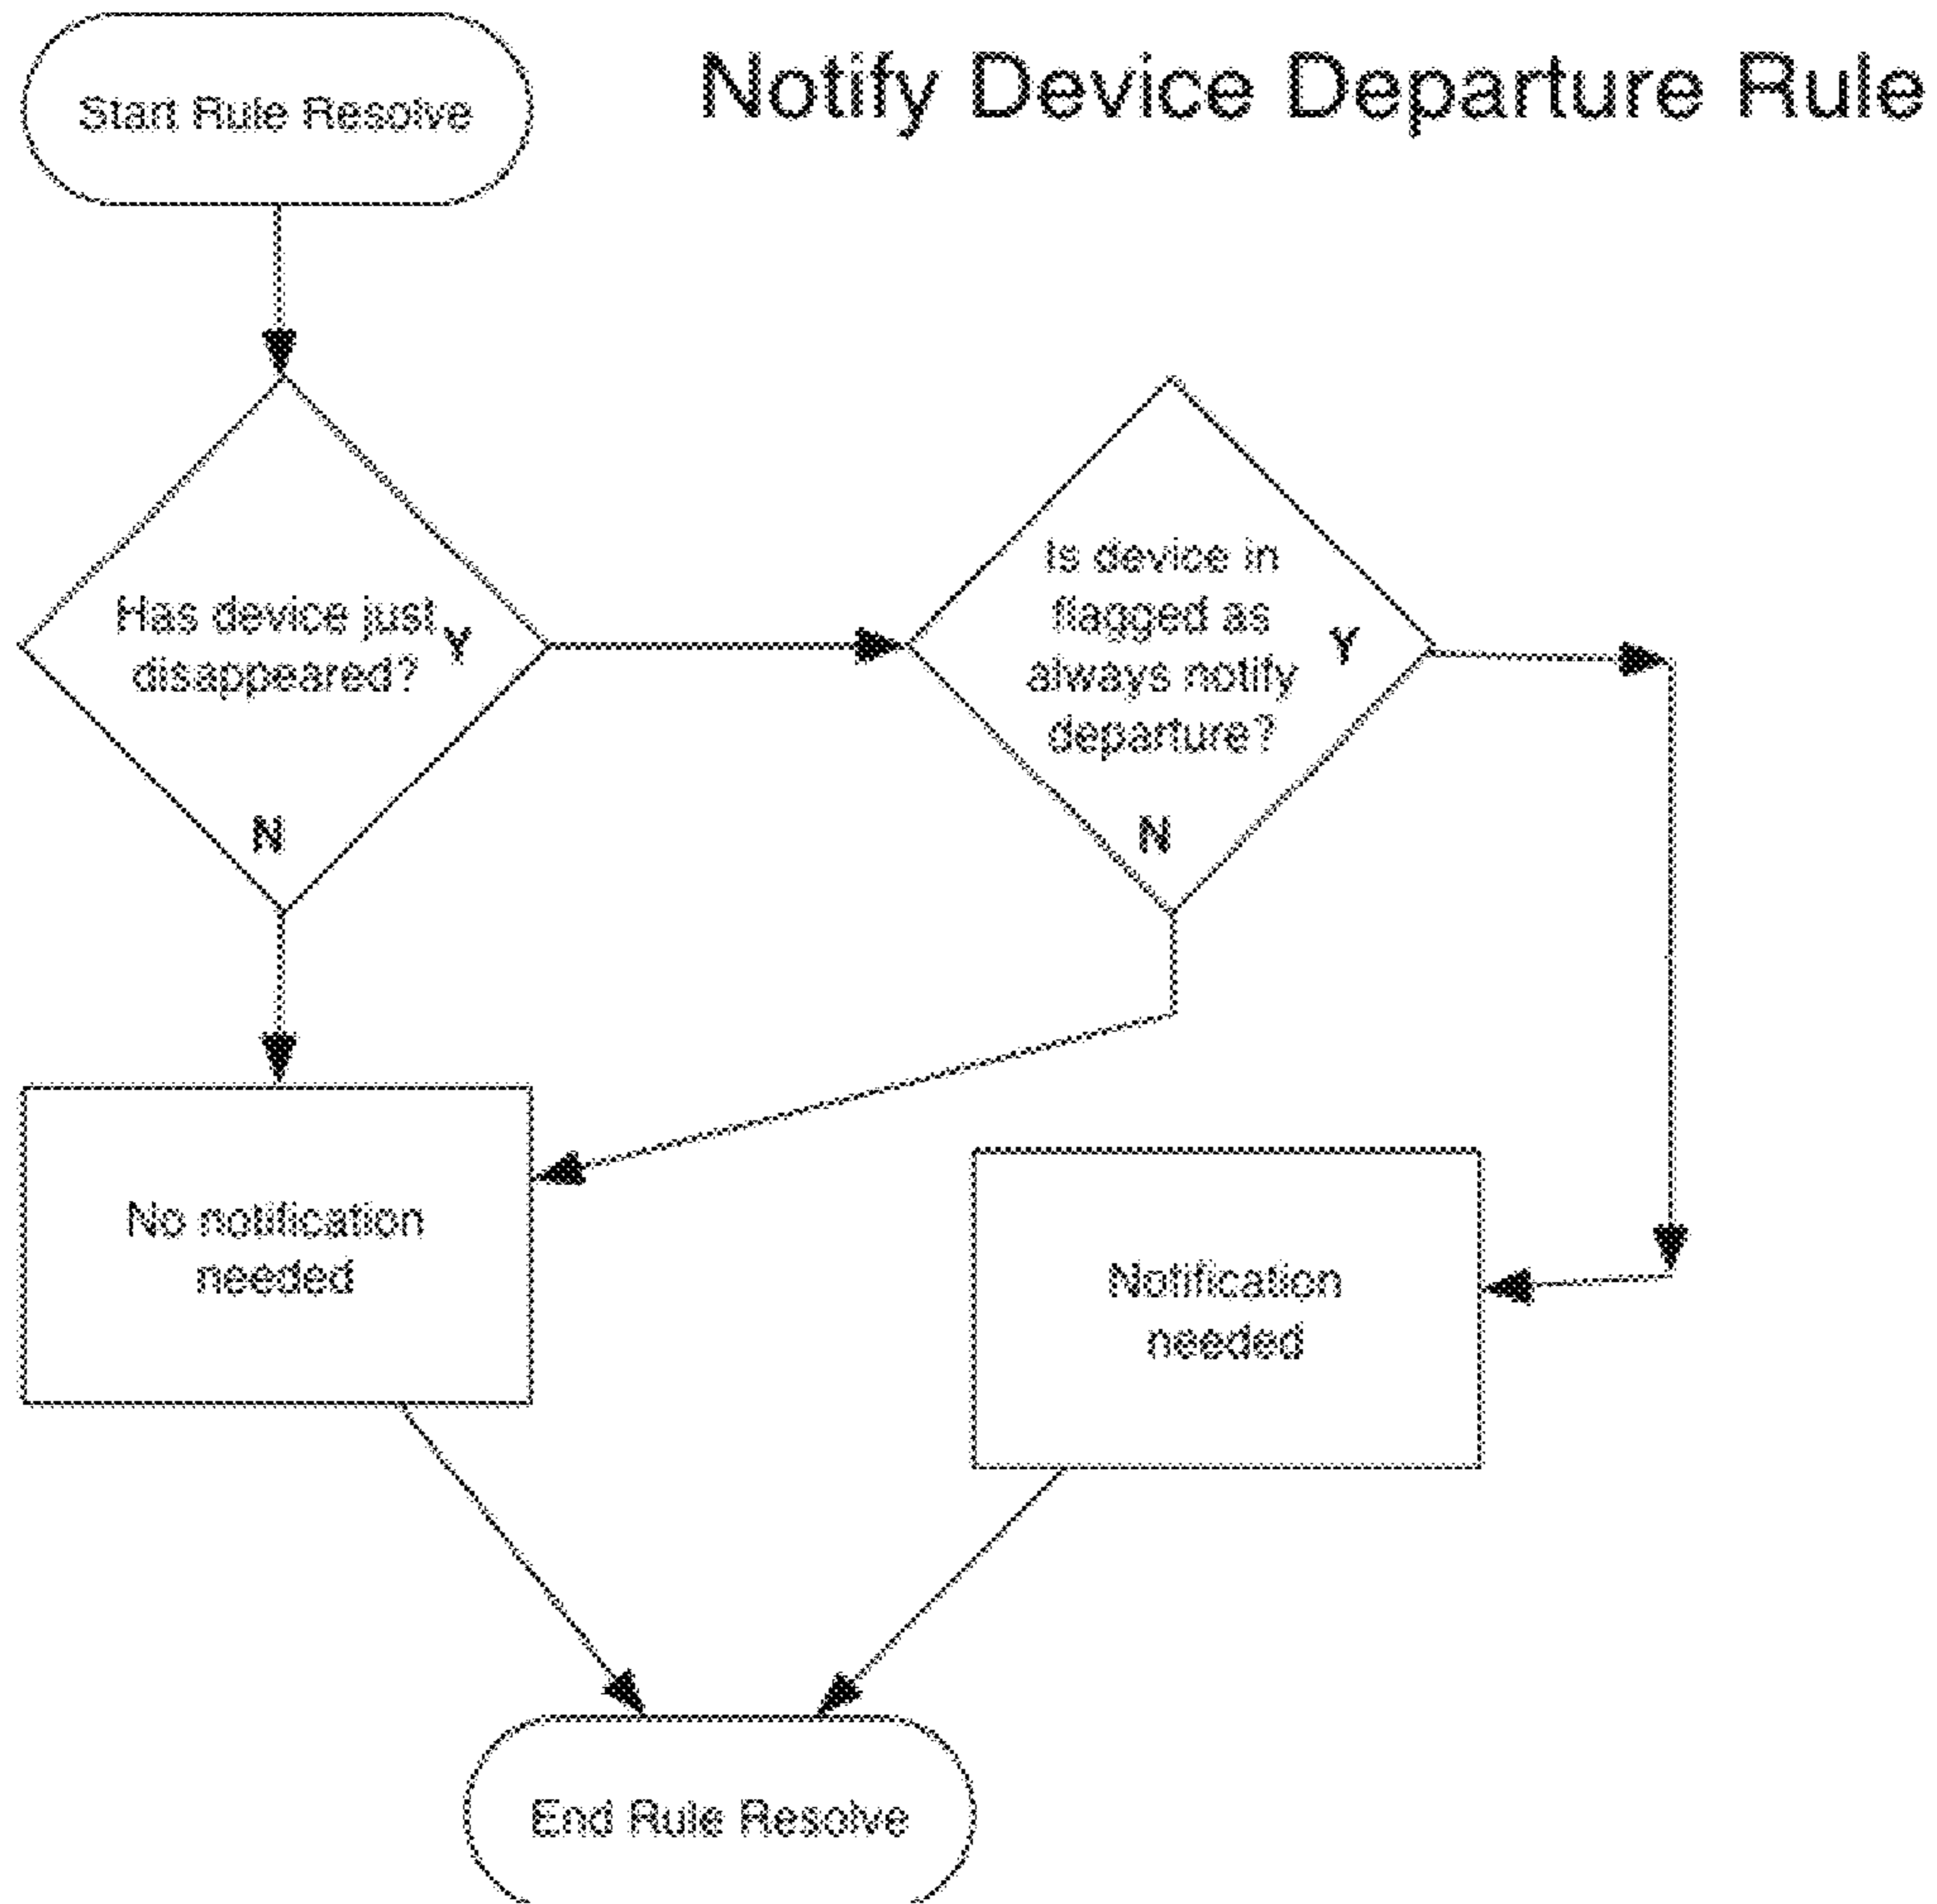 Notify Device Departure Rule
Start Rule Resolve
Has device just
disappeared?
Y
N
Is device in
flagged as
always notify
departure?
Y
N
No notification
needed
Notification
needed
End Rule Resolve